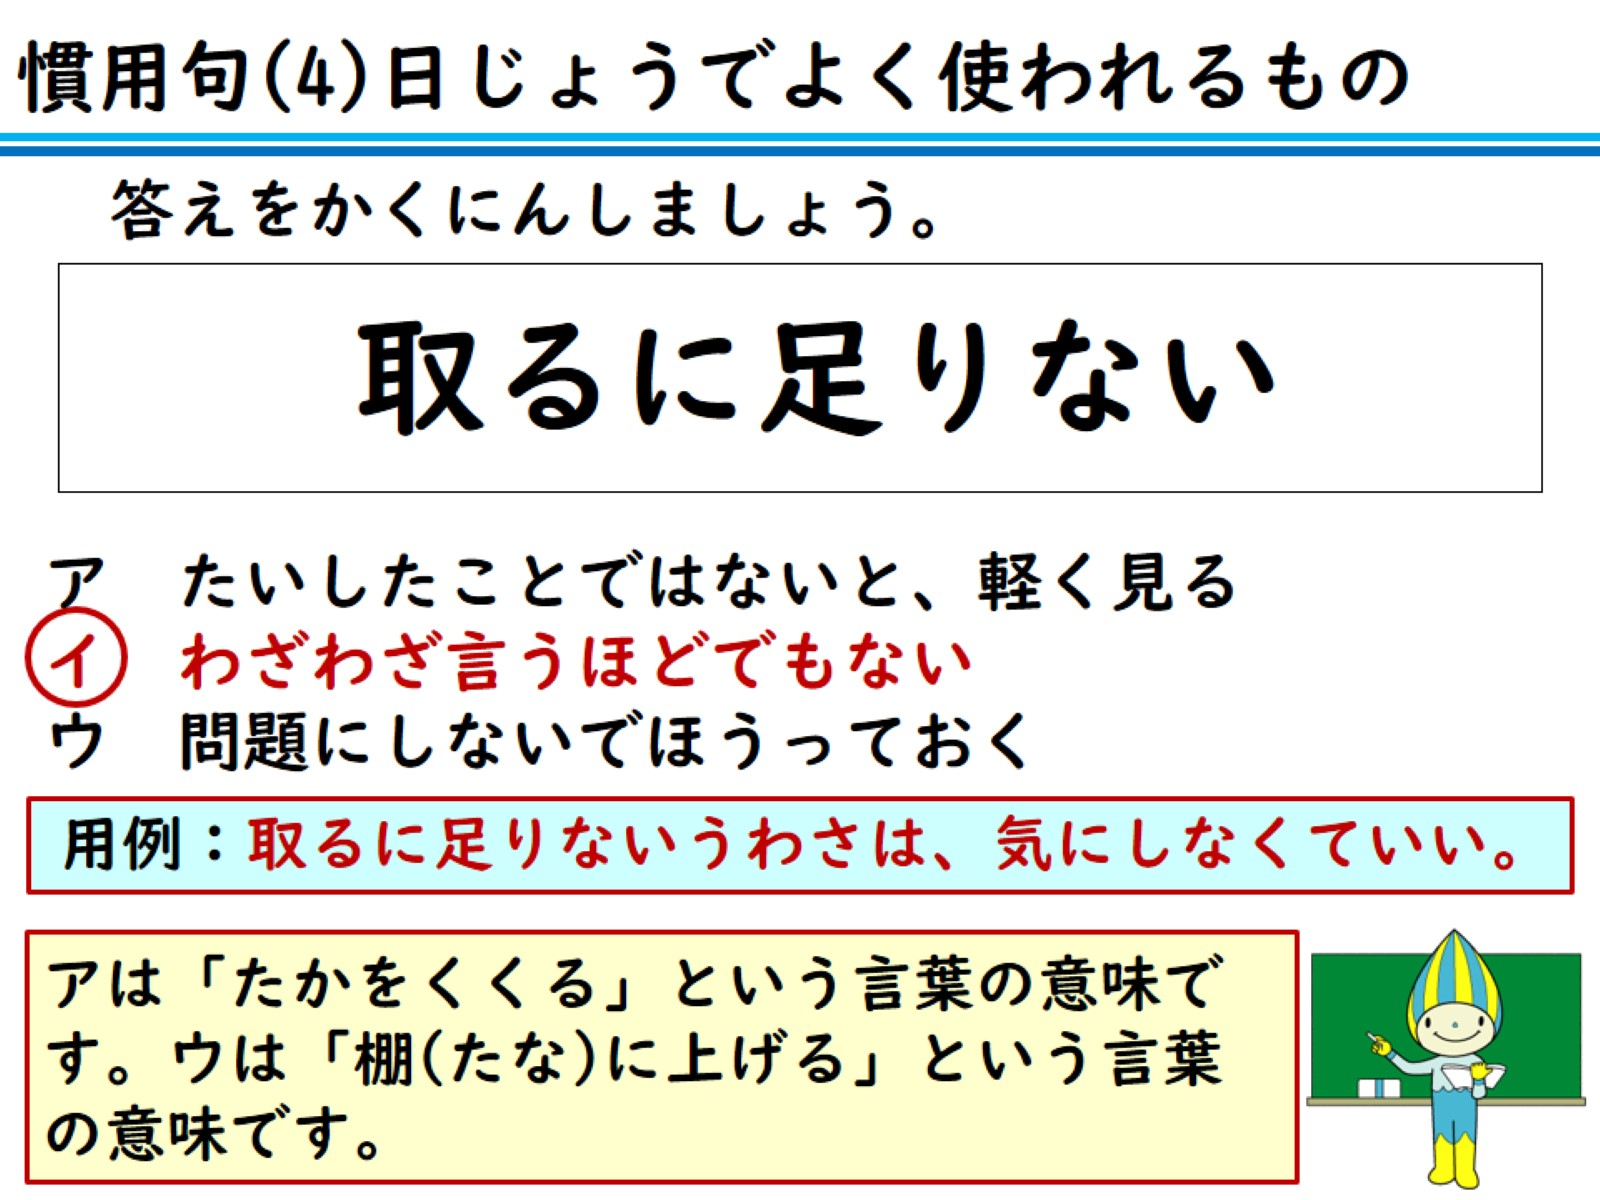 慣用句(4)日じょうでよく使われるもの
答えをかくにんしましょう。
取るに足りない
ア　たいしたことではないと、軽く見る
イ　わざわざ言うほどでもない
ウ　問題にしないでほうっておく
用例：取るに足りないうわさは、気にしなくていい。
アは「たかをくくる」という言葉の意味で
す。ウは「棚(たな)に上げる」という言葉
の意味です。